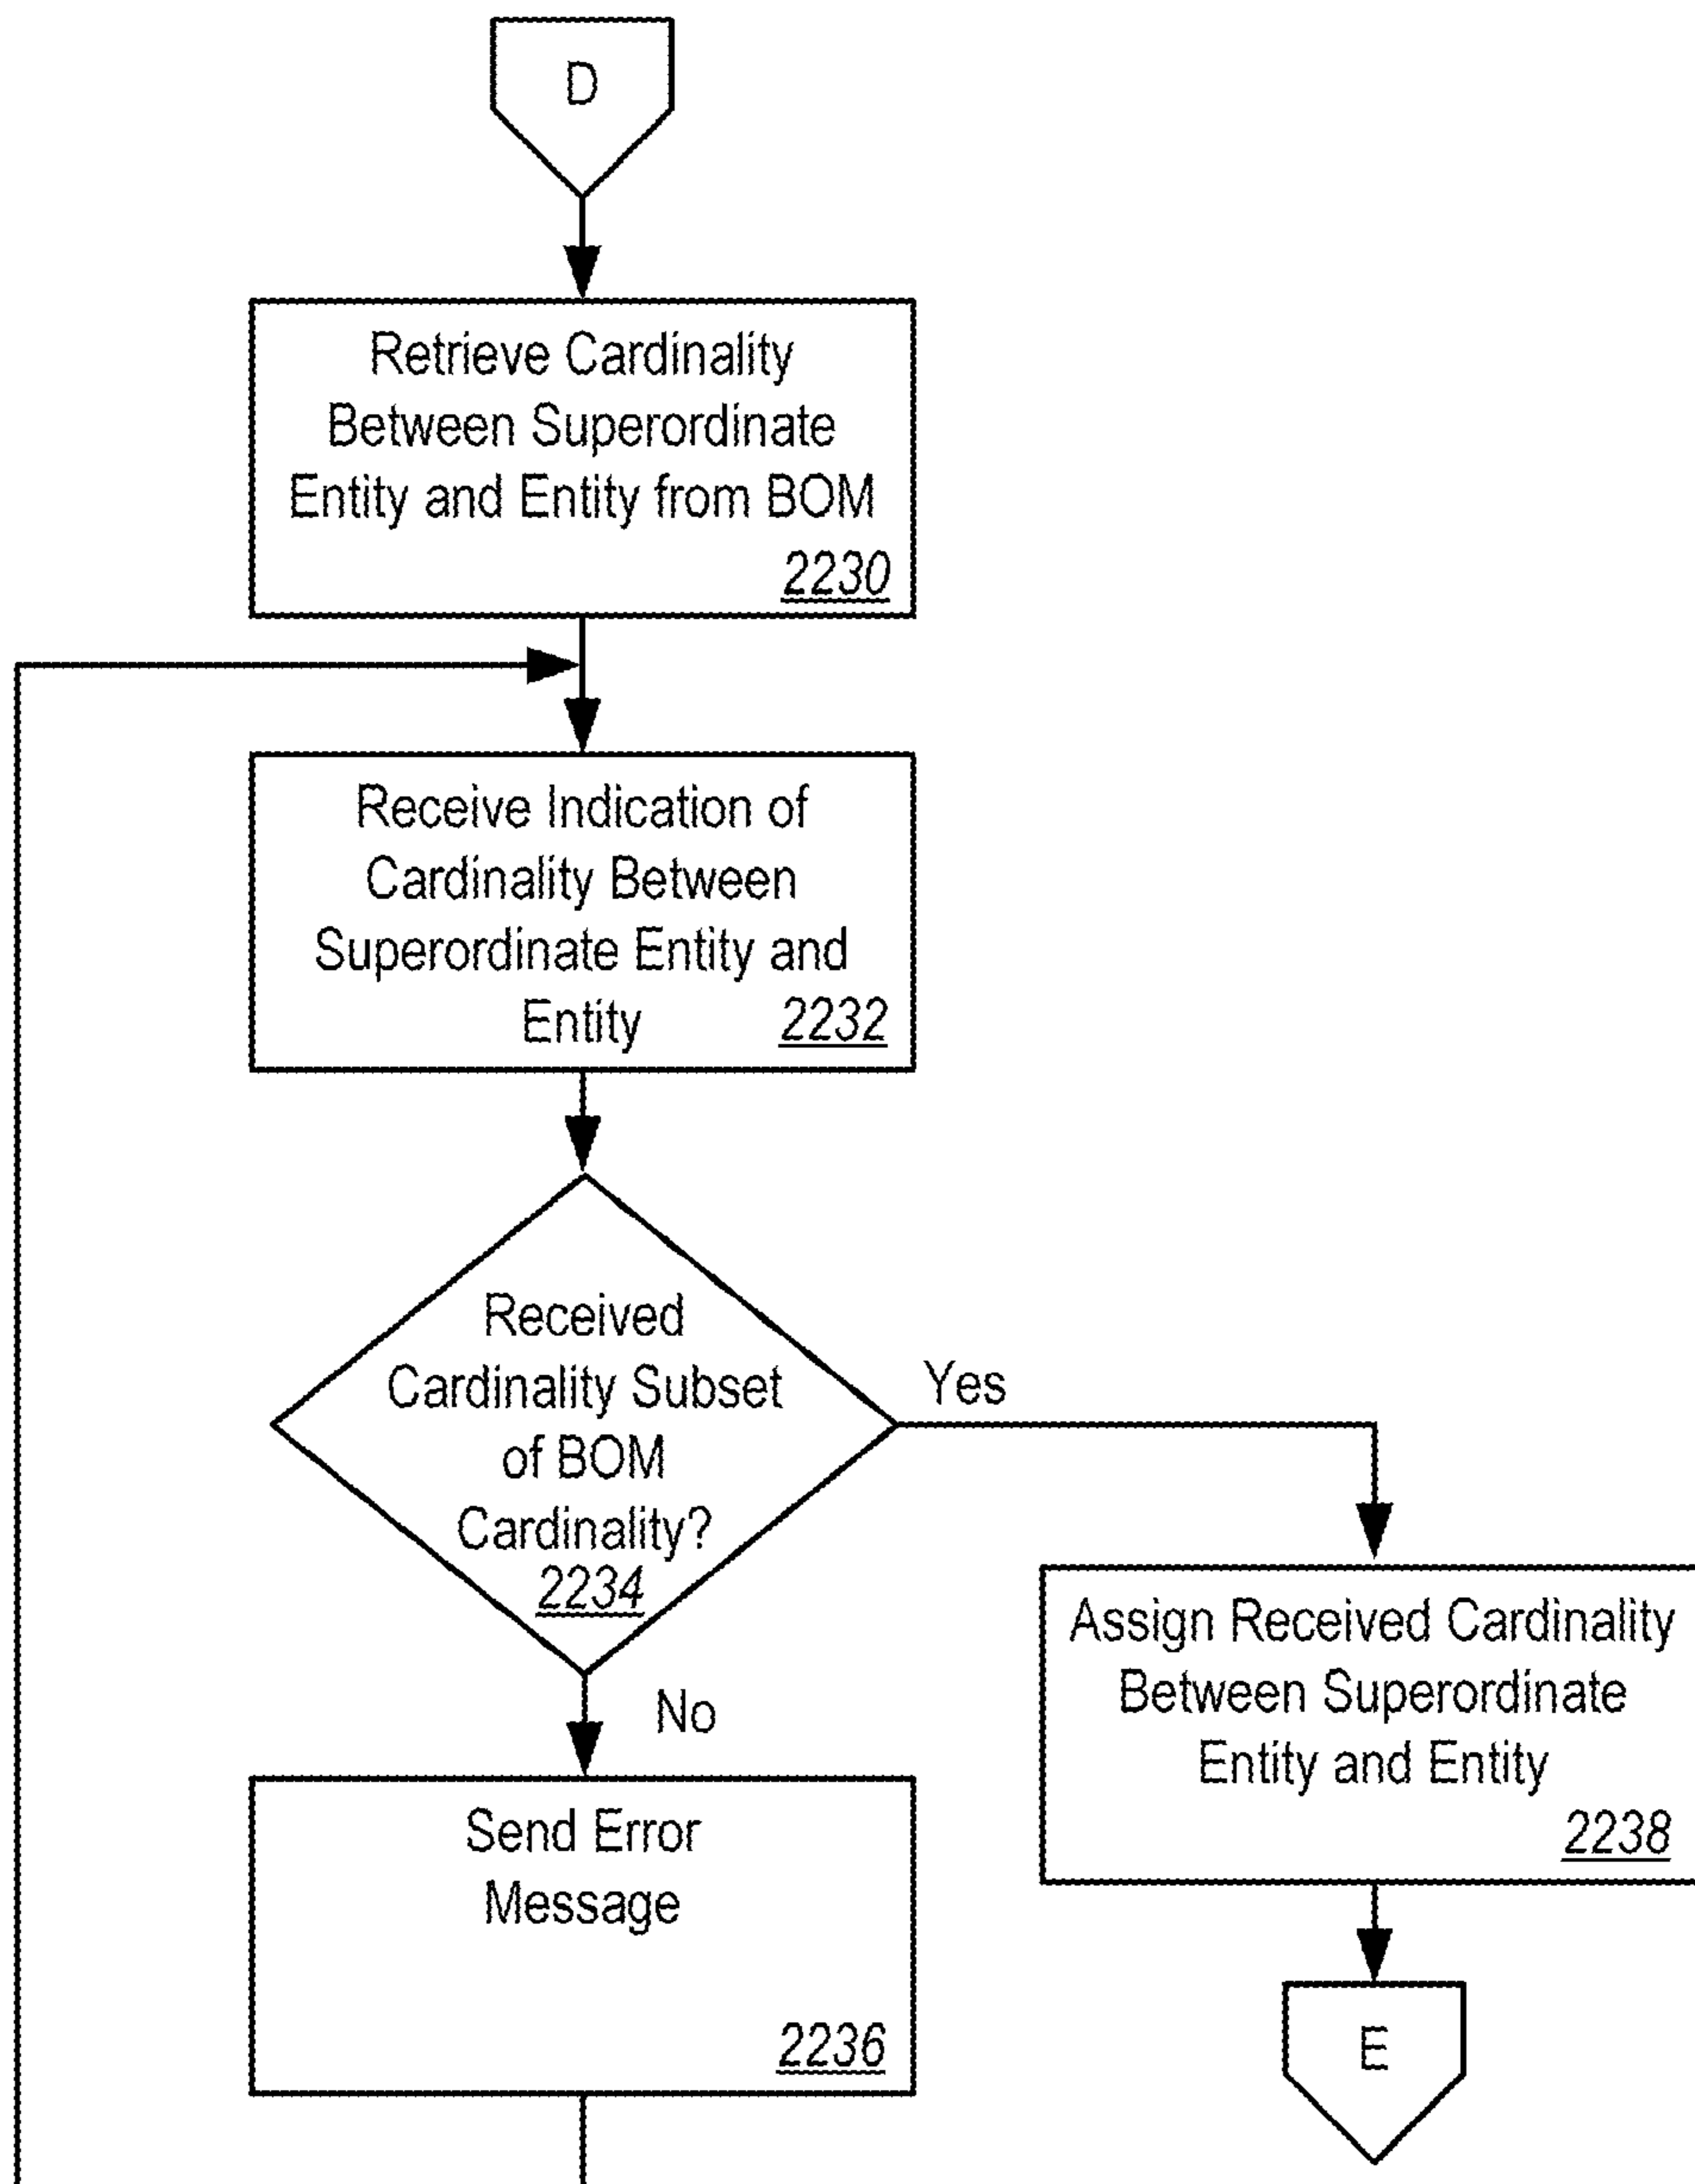 D
Retrieve Cardinality
Between Superordinate
Entity and Entity from BOM
2230
Receive Indication of
Cardinality Between
Superordinate Entity and
Entity 2232
Received
Cardinality Subset
of BOM
Cardinality?
2234
Yes
No
Assign Received Cardinality
Between Superordinate
Entity and Entity
2238
Send Error
Message
2236
E